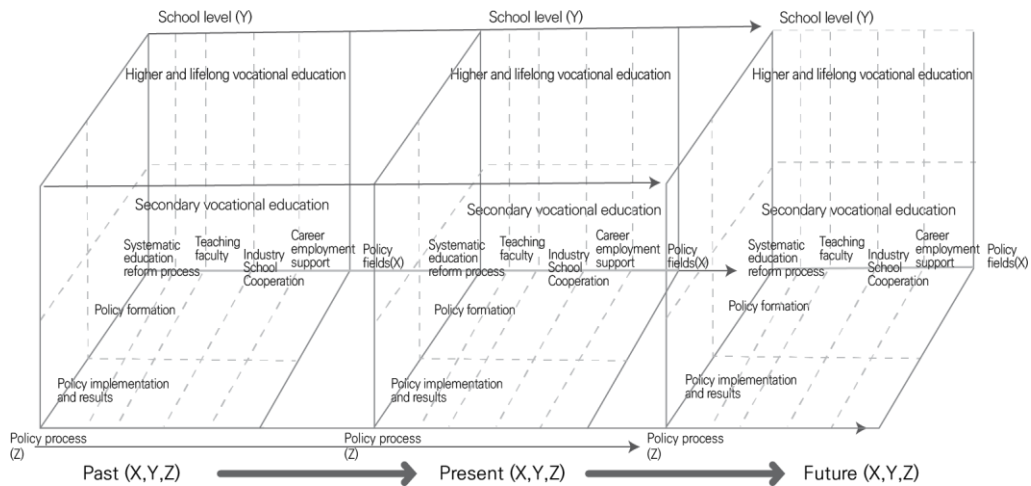 School level (Y)
School level (Y)
School level (Y)
Higher and lifelong vocational education
Higher and lifelong vocational education
Higher and lifelong vocational education
Secondary vocational education
Secondary vocational education
Secondary vocational education
Systematic
education
reform process
Teaching
faculty
Industry
School
Cooperation
Career
employment
support
Policy
fields(X)
Systematic
education
reform process
Teaching
faculty
Industry
School
Cooperation
Career
employment
support
Policy
fields(X)
Systematic
education
reform process
Teaching
faculty
Industry
School
Cooperation
Career
employment
support
Policy
fields(X)
Policy formation
Policy formation
Policy formation
Policy implementation
and results
Policy implementation
and results
Policy implementation
and results
Policy process
(Z)
Policy process
(Z)
Policy process
(Z)
Past (X,Y,Z)
Present (X,Y,Z)
Future (X,Y,Z)